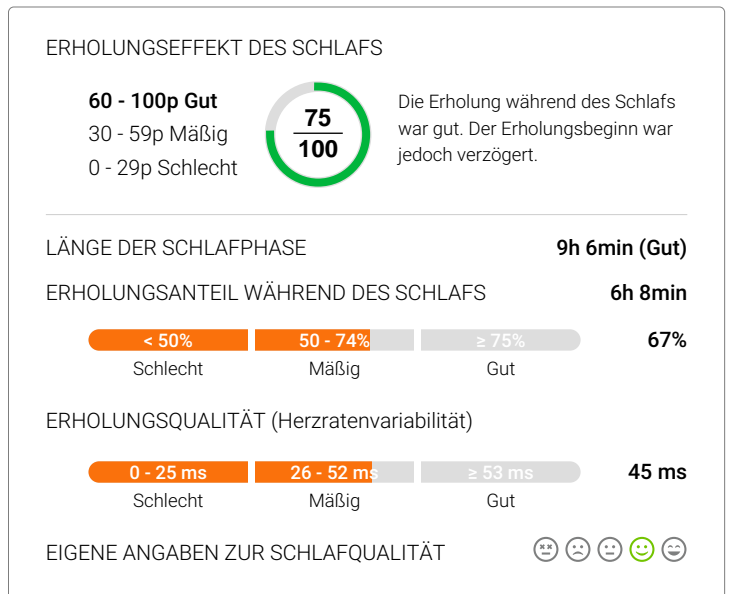 ERHOLUNGSEFFEKT DES SCHLAFS
60 - 100p Gut
30 - 59p Mäßig
0 - 29p Schlecht
75
100
Die Erholung während des Schlafs
war gut. Der Erholungsbeginn war
jedoch verzögert.
LÄNGE DER SCHLAFPHASE 9h 6min (Gut)
ERHOLUNGSANTEIL WÄHREND DES SCHLAFS 6h 8min
< 50% 50 - 74% ≥ 75% 67%
Schlecht Mäßig Gut
ERHOLUNGSQUALITÄT (Herzratenvariabilität)
0 - 25 ms 26 - 52 ms ≥ 53 ms 45 ms
Schlecht Mäßig Gut
EIGENE ANGABEN ZUR SCHLAFQUALITÄT